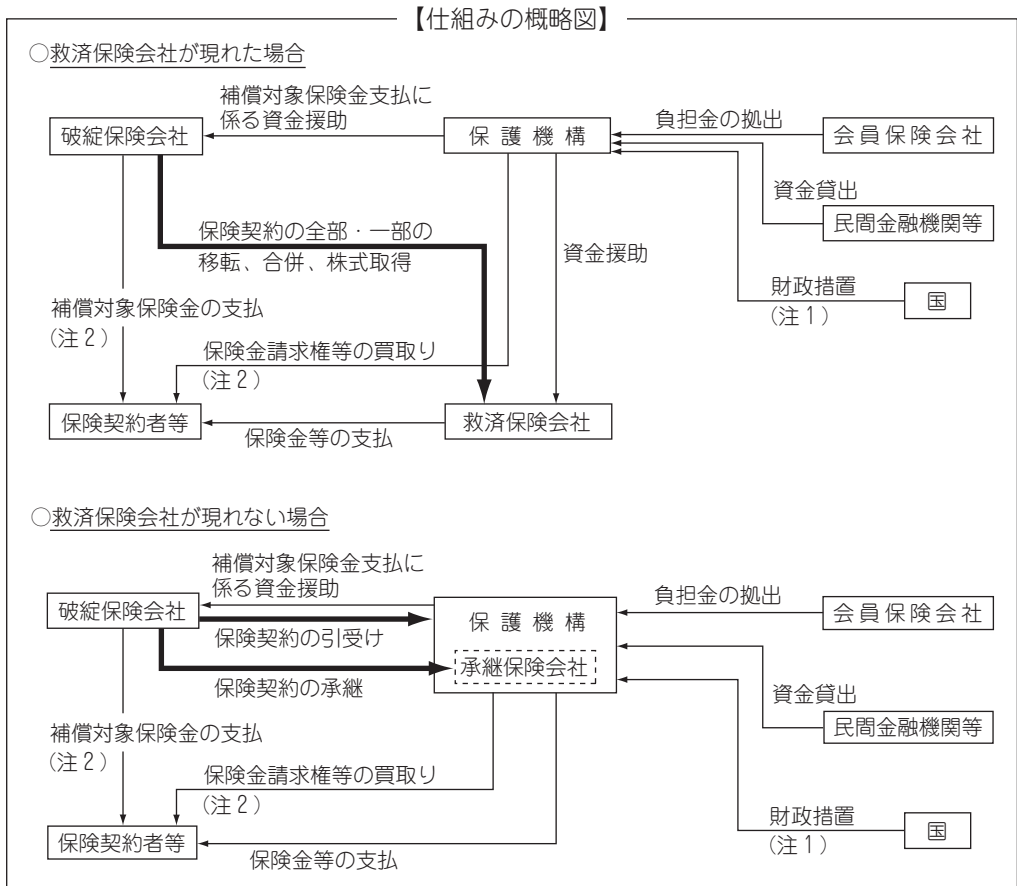 【仕組みの概略図】
○救済保険会社が現れた場合
補償対象保険金支払に
係る資金援助
破綻保険会社
保護機構
負担金の拠出
会員保険会社
資金貸出
民間金融機関等
保険契約の全部・一部の
移転、合併、株式取得
資金援助
財政措置
(注1)
国
補償対象保険金の支払
(注2)
保険金請求権等の買取り
(注2)
保険契約者等
保険金等の支払
救済保険会社
○救済保険会社が現れない場合
補償対象保険金支払に
係る資金援助
破綻保険会社
保険契約の引受け
保護機構
承継保険会社
負担金の拠出
会員保険会社
保険契約の承継
資金貸出
民間金融機関等
補償対象保険金の支払
(注2)
保険金請求権等の買取り
(注2)
財政措置
(注1)
国
保険契約者等
保険金等の支払